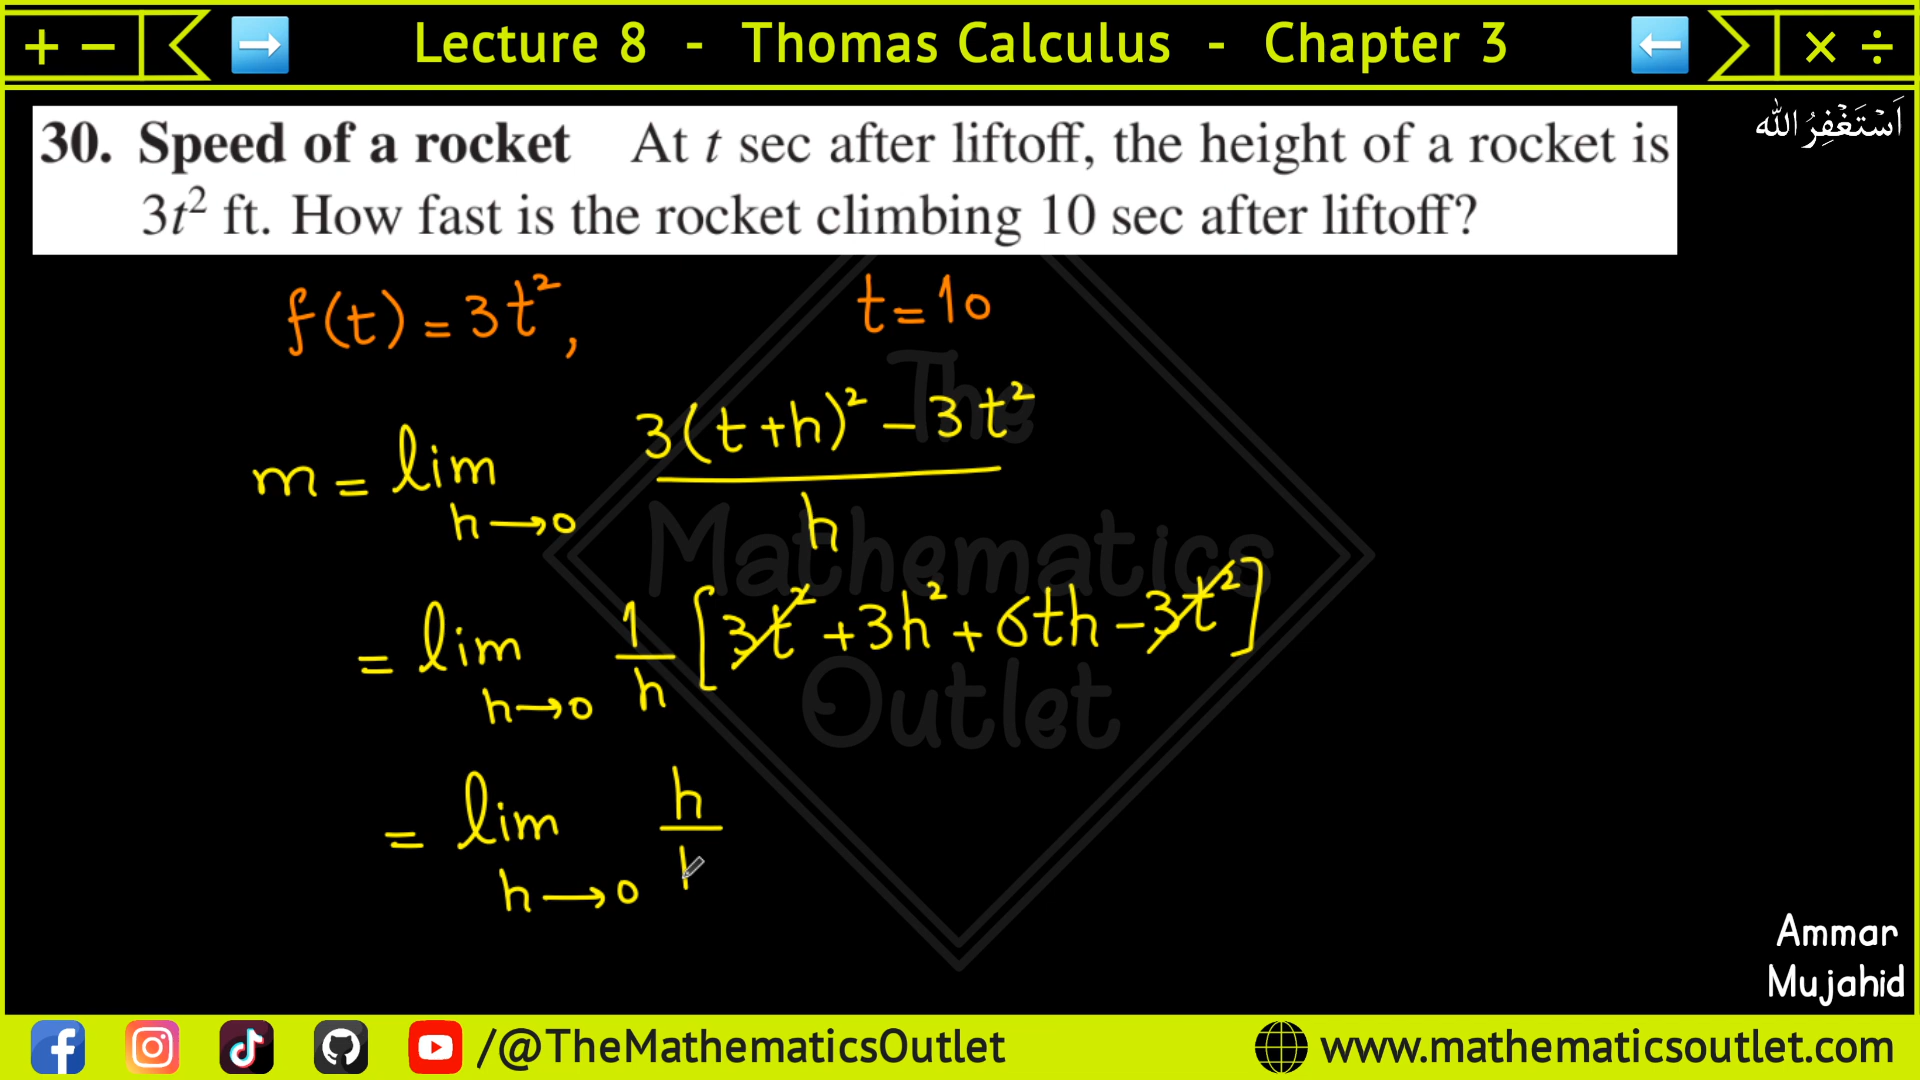 + − Lecture 8 - Thomas Calculus - Chapter 3 × ÷
اَسْتَغْفِرُ اللّٰه
30. Speed of a rocket At t sec after liftoff, the height of a rocket is
3t² ft. How fast is the rocket climbing 10 sec after liftoff?
f(t) = 3t², t = 10
m = lim h→0 3(t+h)² − 3t² / h
= lim h→0 1/h [3t² + 3h² + 6th − 3t²]
= lim h→0 h
The
Mathematics
Outlet
Ammar
Mujahid
/@TheMathematicsOutlet www.mathematicsoutlet.com